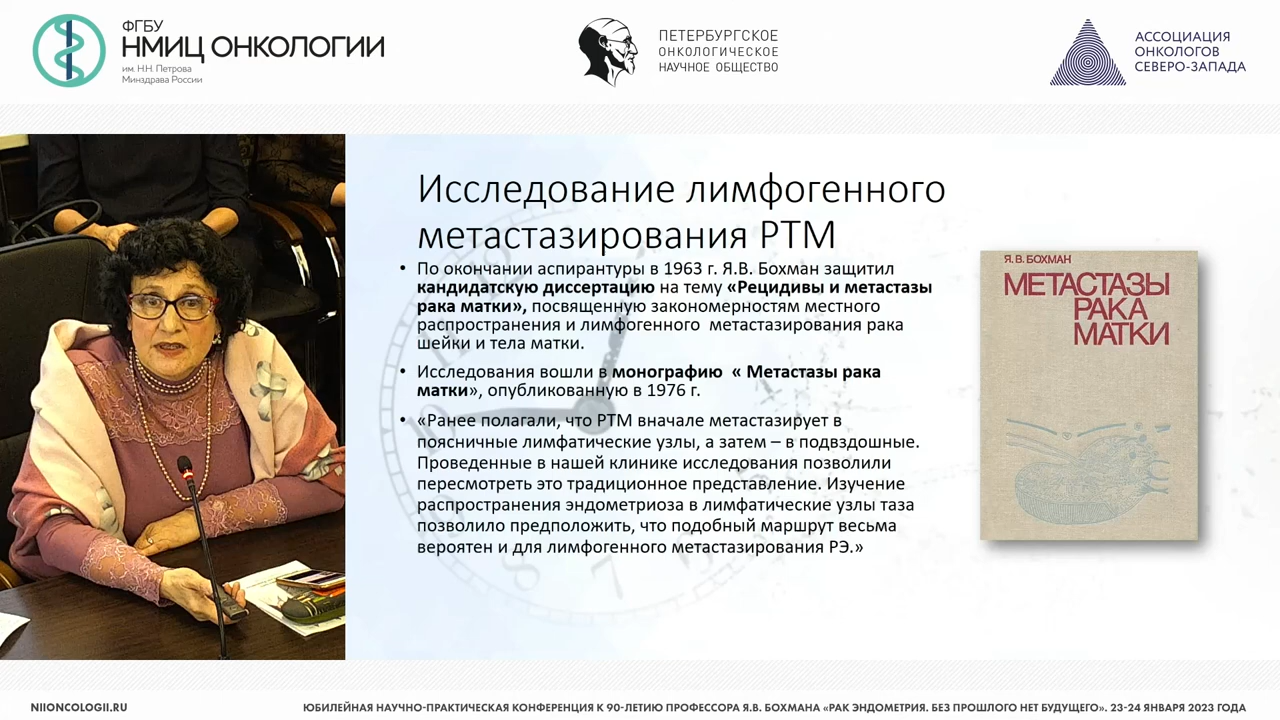 ФГБУ
НМИЦ ОНКОЛОГИИ
им. Н.Н. Петрова
Минздрава России
ПЕТЕРБУРГСКОЕ
ОНКОЛОГИЧЕСКОЕ
НАУЧНОЕ ОБЩЕСТВО
АССОЦИАЦИЯ
ОНКОЛОГОВ
СЕВЕРО-ЗАПАДА
Исследование лимфогенного
метастазирования РТМ
• По окончании аспирантуры в 1963 г. Я.В. Бохман защитил
кандидатскую диссертацию на тему «Рецидивы и метастазы
рака матки», посвященную закономерностям местного
распространения и лимфогенного метастазирования рака
шейки и тела матки.
• Исследования вошли в монографию « Метастазы рака
матки», опубликованную в 1976 г.
• «Ранее полагали, что РТМ вначале метастазирует в
поясничные лимфатические узлы, а затем – в подвздошные.
Проведенные в нашей клинике исследования позволили
пересмотреть это традиционное представление. Изучение
распространения эндометриоза в лимфатические узлы таза
позволило предположить, что подобный маршрут весьма
вероятен и для лимфогенного метастазирования РЭ.»
Я. В. БОХМАН
МЕТАСТАЗЫ
РАКА
МАТКИ
NIIONCOLOGII.RU
ЮБИЛЕЙНАЯ НАУЧНО-ПРАКТИЧЕСКАЯ КОНФЕРЕНЦИЯ К 90-ЛЕТИЮ ПРОФЕССОРА Я.В. БОХМАНА «РАК ЭНДОМЕТРИЯ. БЕЗ ПРОШЛОГО НЕТ БУДУЩЕГО». 23-24 ЯНВАРЯ 2023 ГОДА